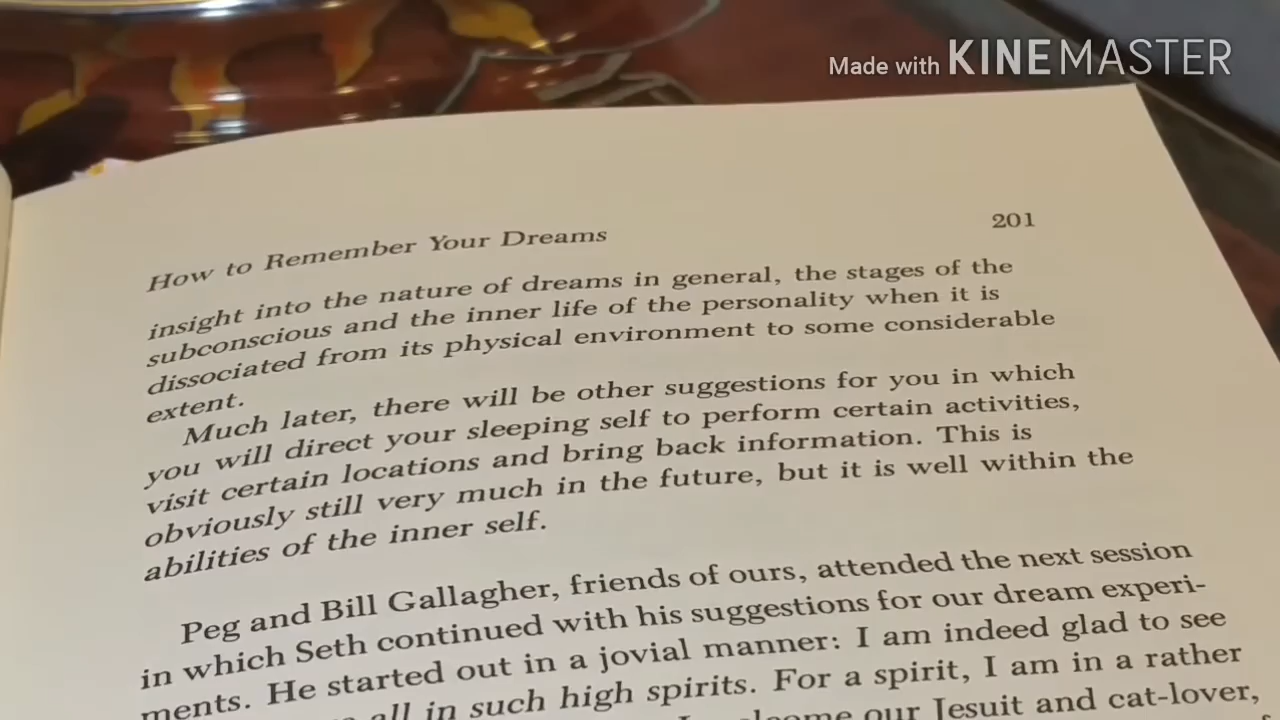 Made with KINEMASTER
How to Remember Your Dreams 201
insight into the nature of dreams in general, the stages of the
subconscious and the inner life of the personality when it is
dissociated from its physical environment to some considerable
extent.
Much later, there will be other suggestions for you in which
you will direct your sleeping self to perform certain activities,
visit certain locations and bring back information. This is
obviously still very much in the future, but it is well within the
abilities of the inner self.
Peg and Bill Gallagher, friends of ours, attended the next session
in which Seth continued with his suggestions for our dream experi-
ments. He started out in a jovial manner: I am indeed glad to see
all in such high spirits. For a spirit, I am in a rather
our Jesuit and cat-lover,